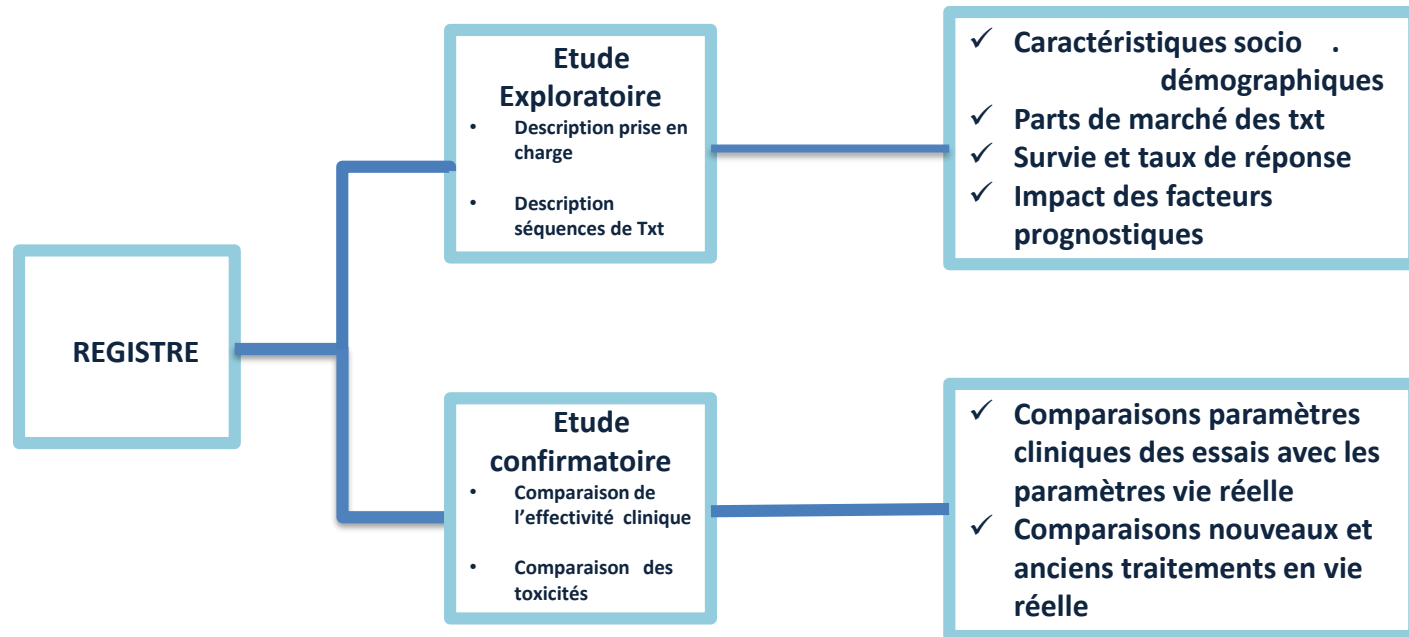 REGISTRE
Etude
Exploratoire
• Description prise en
charge
• Description
séquences de Txt
✓ Caractéristiques socio .
démographiques
✓ Parts de marché des txt
✓ Survie et taux de réponse
✓ Impact des facteurs
prognostiques
Etude
confirmatoire
• Comparaison de
l'effectivité clinique
• Comparaison des
toxicités
✓ Comparaisons paramètres
cliniques des essais avec les
paramètres vie réelle
✓ Comparaisons nouveaux et
anciens traitements en vie
réelle